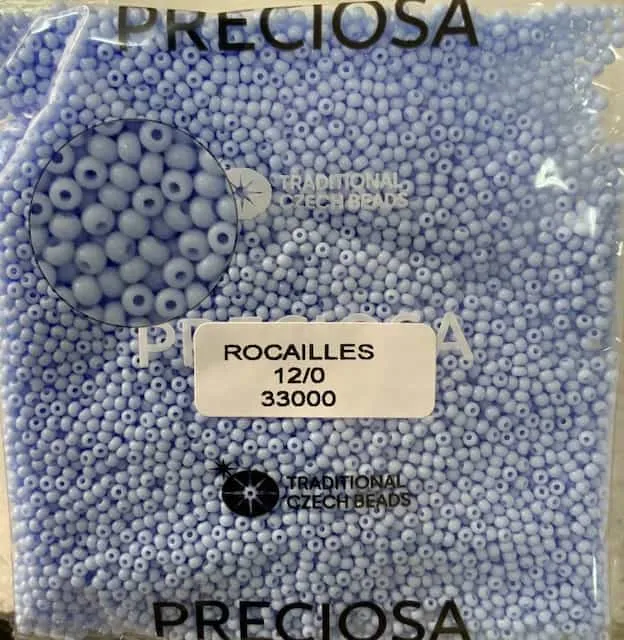 PRECIOSA
TRADITIONAL
CZECH BEADS
PRECIOSA
ROCAILLES
12/0
33000
TRADITIONAL
CZECH BEADS
PRECIOSA